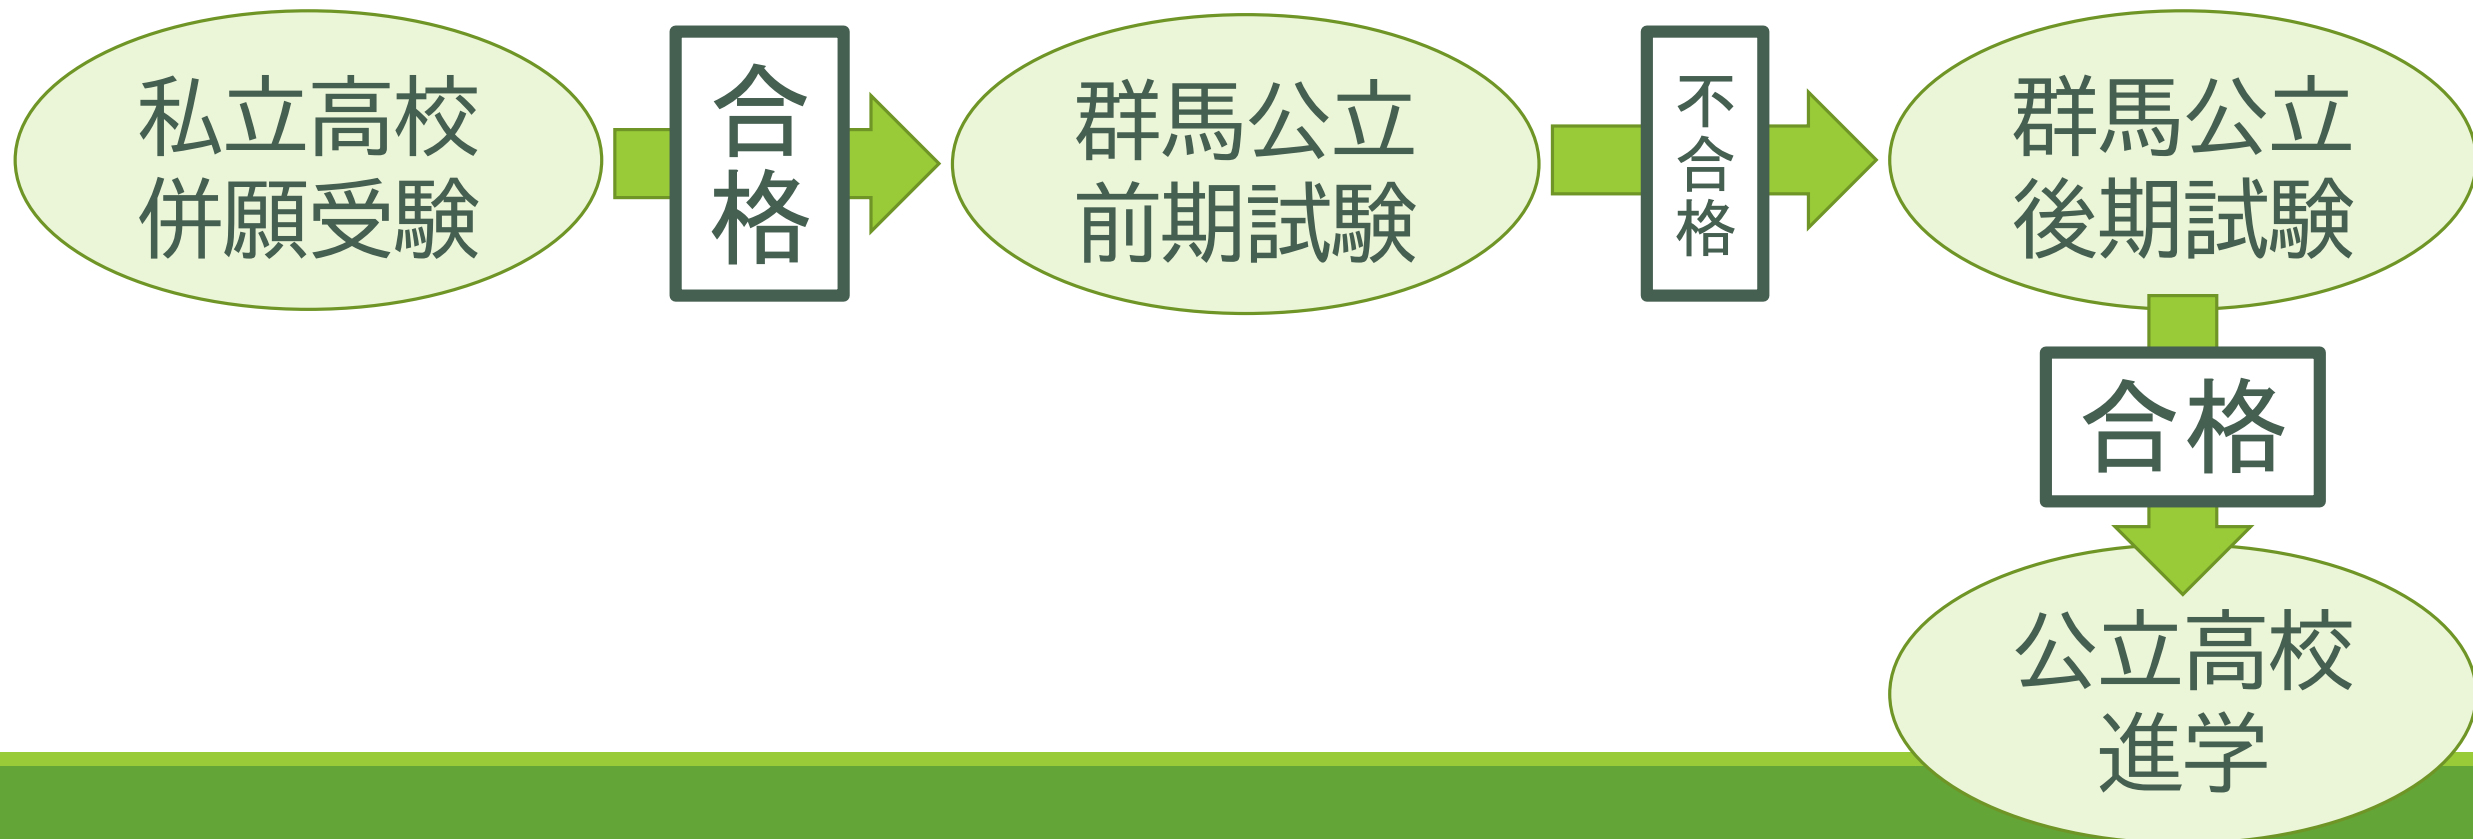 私立高校
併願受験
合
格
群馬公立
前期試験
不
合
格
群馬公立
後期試験
合格
公立高校
進学